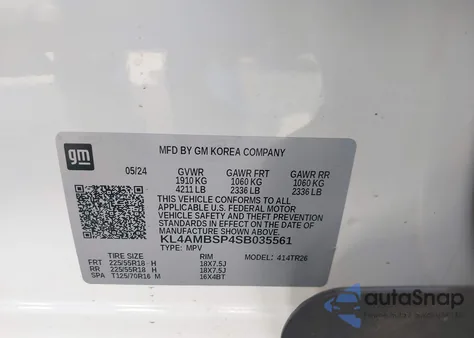 gm
MFD BY GM KOREA COMPANY
05/24 GVWR GAWR FRT GAWR RR
1910 KG 1060 KG 1060 KG
4211 LB 2336 LB 2336 LB
THIS VEHICLE CONFORMS TO ALL
APPLICABLE U.S. FEDERAL MOTOR
VEHICLE SAFETY STANDARDS IN
EFFECT ON THE DATE OF
MANUFACTURE SHOWN ABOVE.
KL4AMBSP4SB035561
TYPE: MPV MODEL: 414TR26
TIRE SIZE RIM
FRT 225/55R18 H 18X7.5J
RR 225/55R18 H 18X7.5J
SPA T125/70R16 M 16X4BT
autoSnap